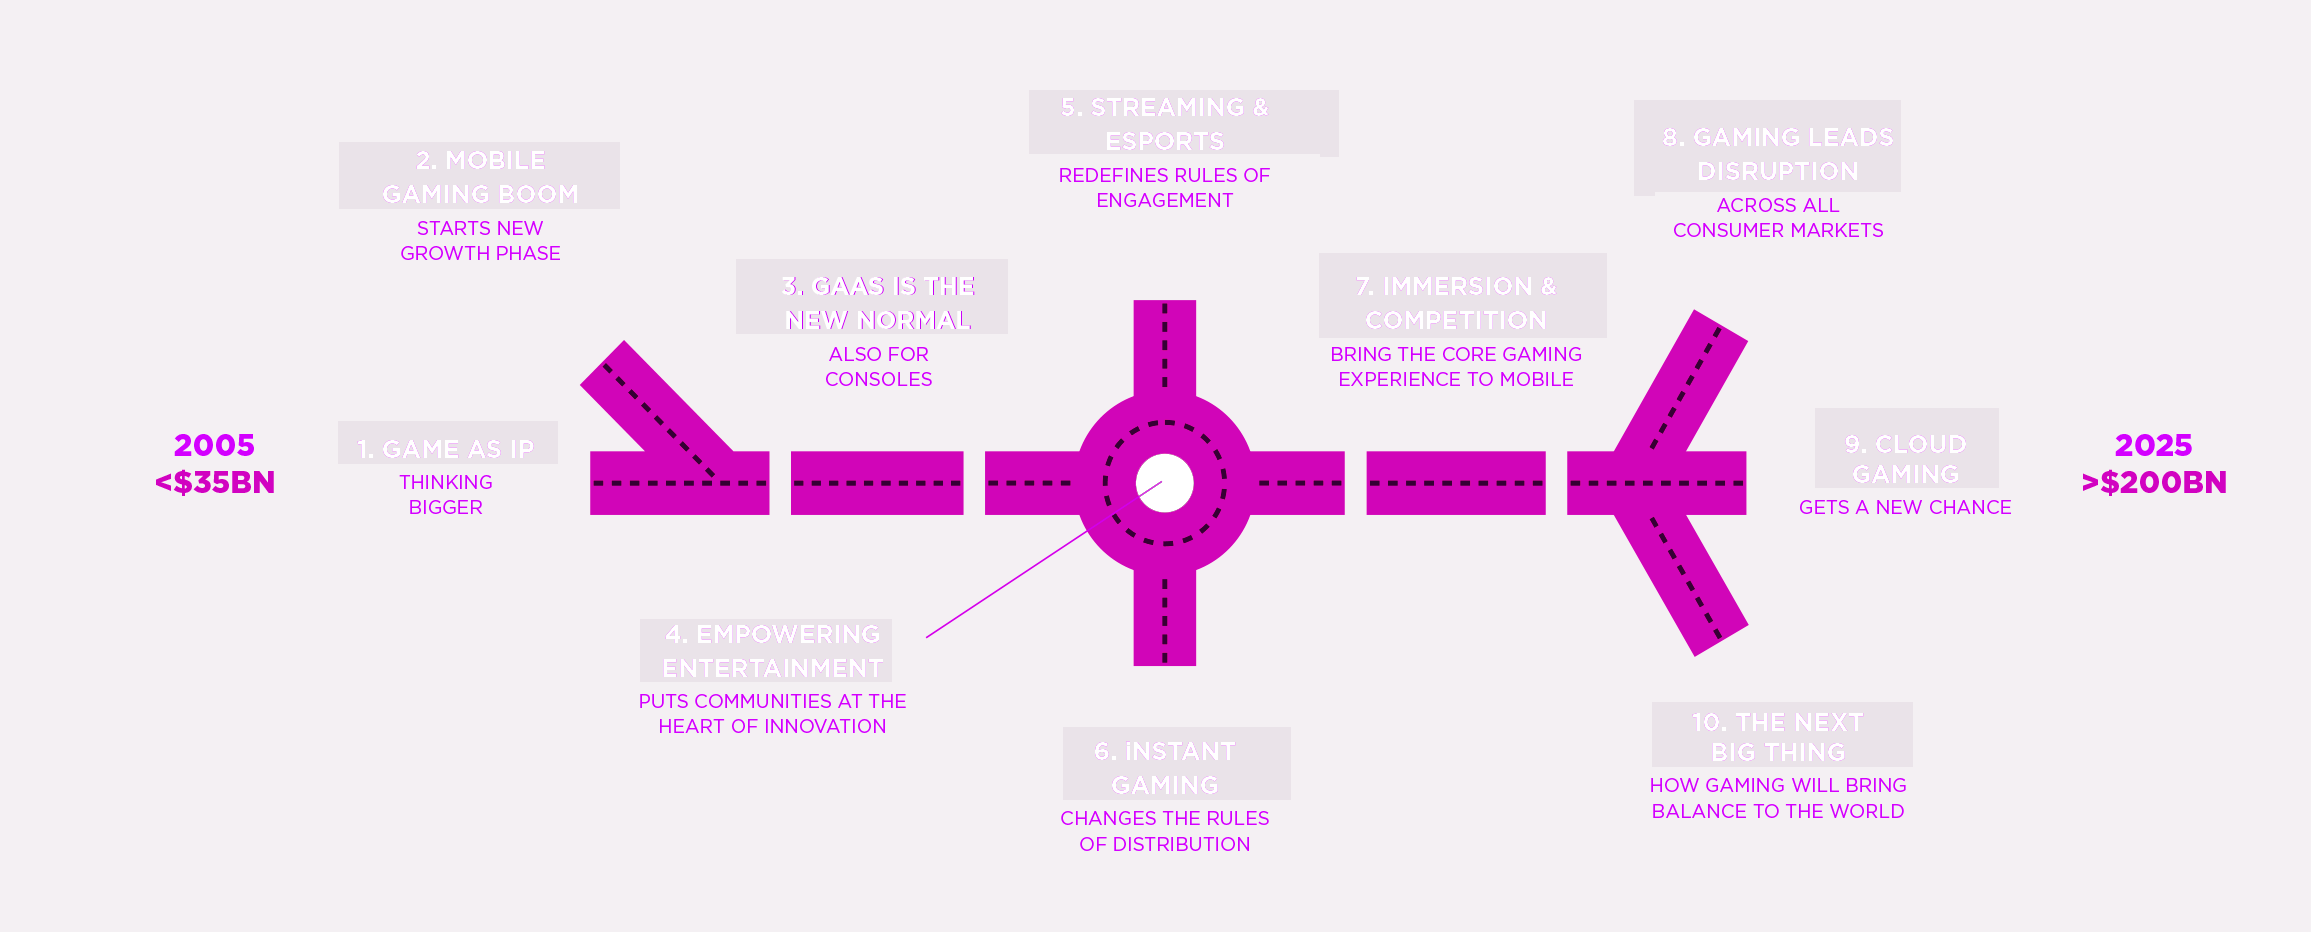 2005
<$35BN
1. GAME AS IP
THINKING
BIGGER
2. MOBILE
GAMING BOOM
STARTS NEW
GROWTH PHASE
3. GAAS IS THE
NEW NORMAL
ALSO FOR
CONSOLES
4. EMPOWERING
ENTERTAINMENT
PUTS COMMUNITIES AT THE
HEART OF INNOVATION
5. STREAMING &
ESPORTS
REDEFINES RULES OF
ENGAGEMENT
6. INSTANT
GAMING
CHANGES THE RULES
OF DISTRIBUTION
7. IMMERSION &
COMPETITION
BRING THE CORE GAMING
EXPERIENCE TO MOBILE
8. GAMING LEADS
DISRUPTION
ACROSS ALL
CONSUMER MARKETS
9. CLOUD
GAMING
GETS A NEW CHANCE
10. THE NEXT
BIG THING
HOW GAMING WILL BRING
BALANCE TO THE WORLD
2025
>$200BN